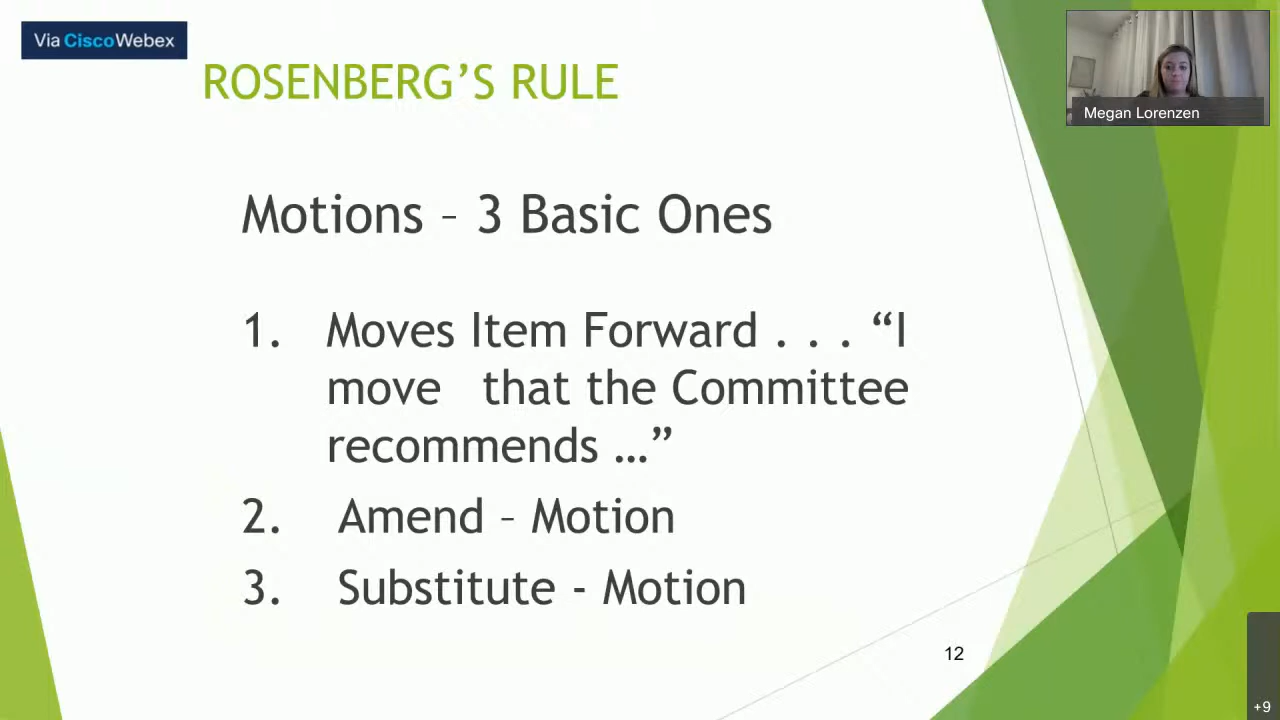 Via CiscoWebex
ROSENBERG’S RULE
Megan Lorenzen
Motions – 3 Basic Ones
1. Moves Item Forward . . . “I
move that the Committee
recommends …”
2. Amend – Motion
3. Substitute - Motion
12
+9